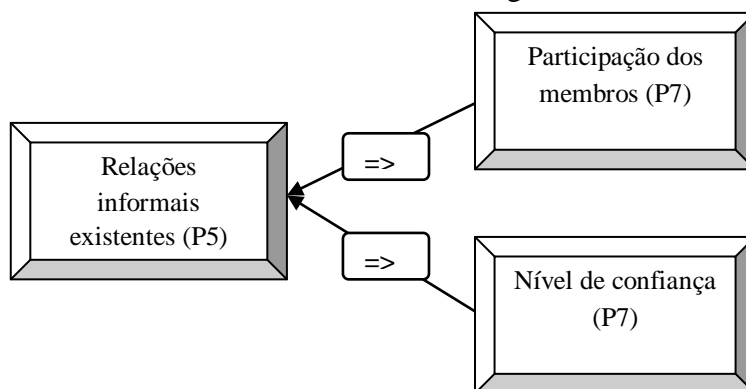 Participação dos
membros (P7)
=>
Relações
informais
existentes (P5)
=>
Nível de confiança
(P7)